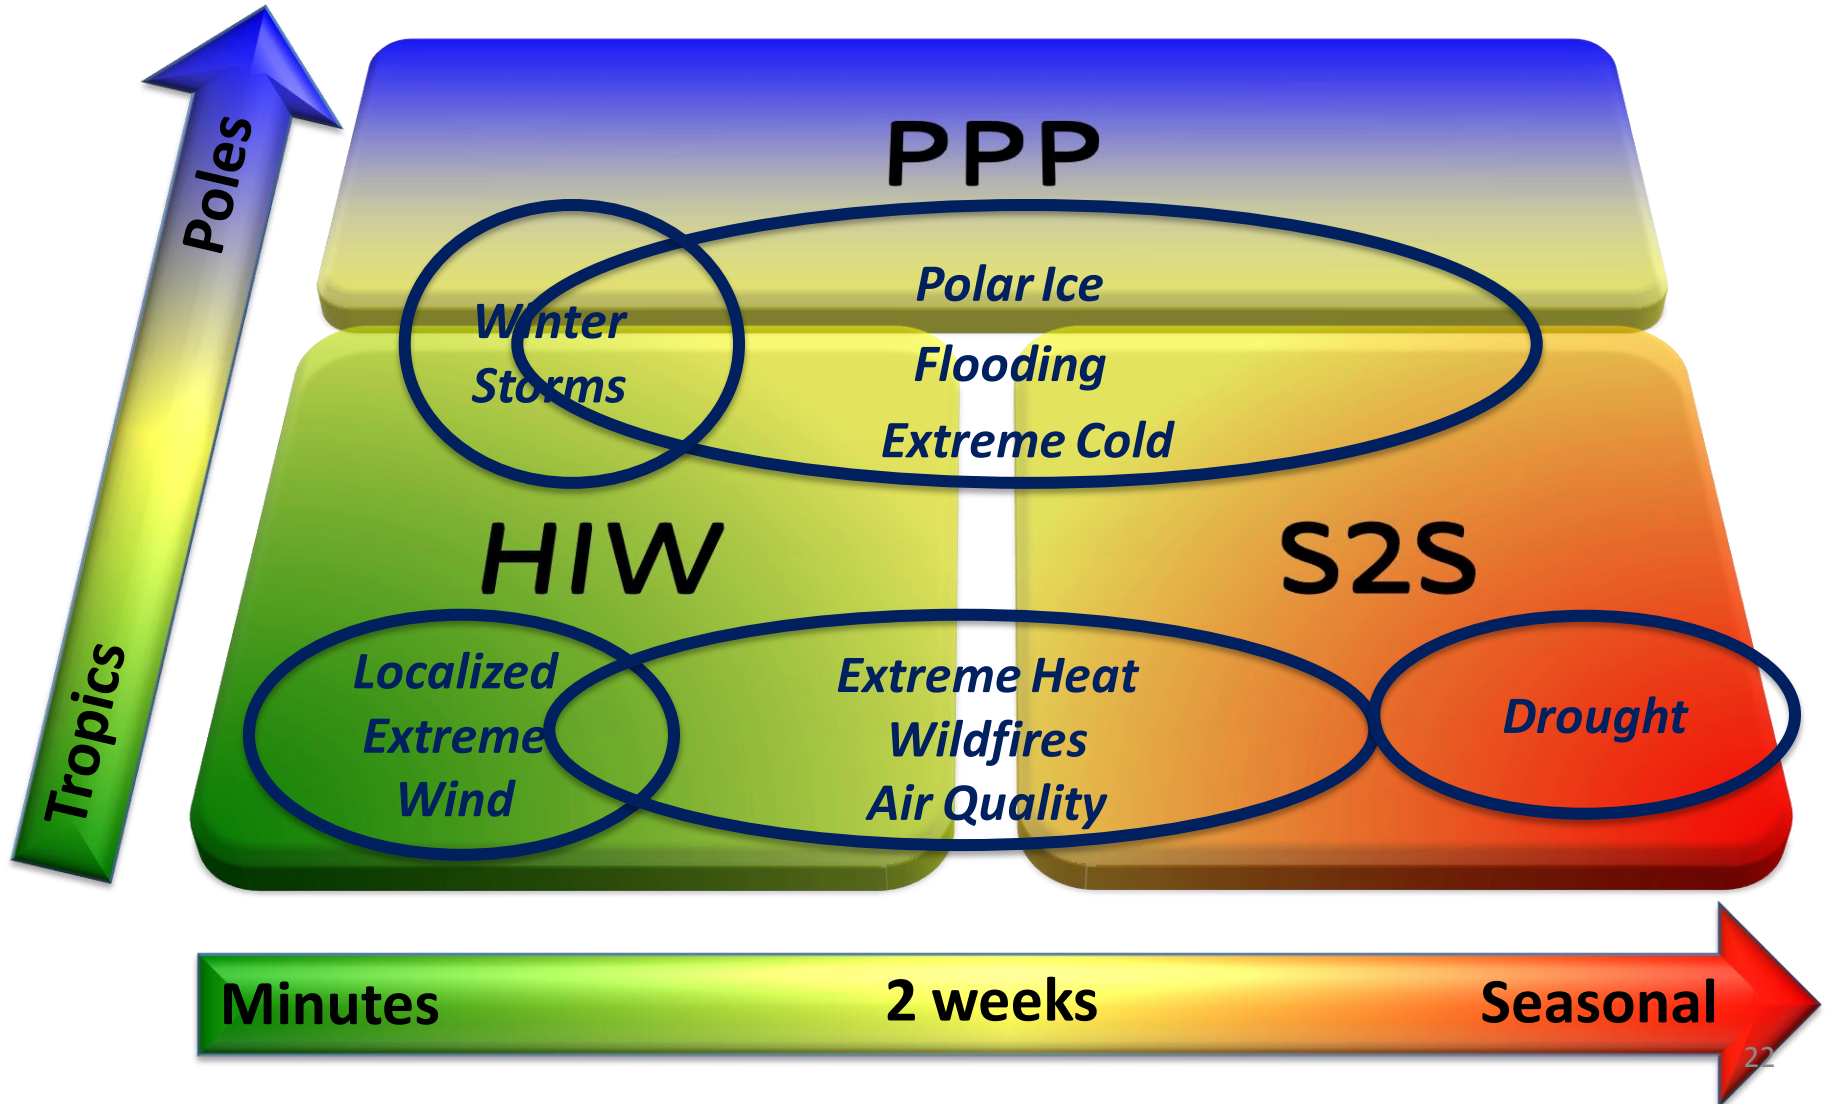 Poles
PPP
Polar Ice
Winter
Flooding
Storms
Extreme Cold
HIW
S2S
Tropics
Localized
Extreme
Wind
Extreme Heat
Wildfires
Air Quality
Drought
Minutes
2 weeks
Seasonal
22